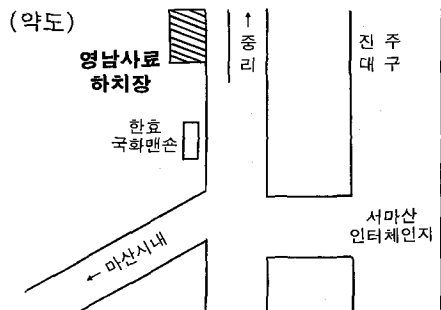 (약도)
영남사료
하치장
↑
중
리
진주
대구
한효
국화맨숀
서마산
인터체인지
← 마산시내